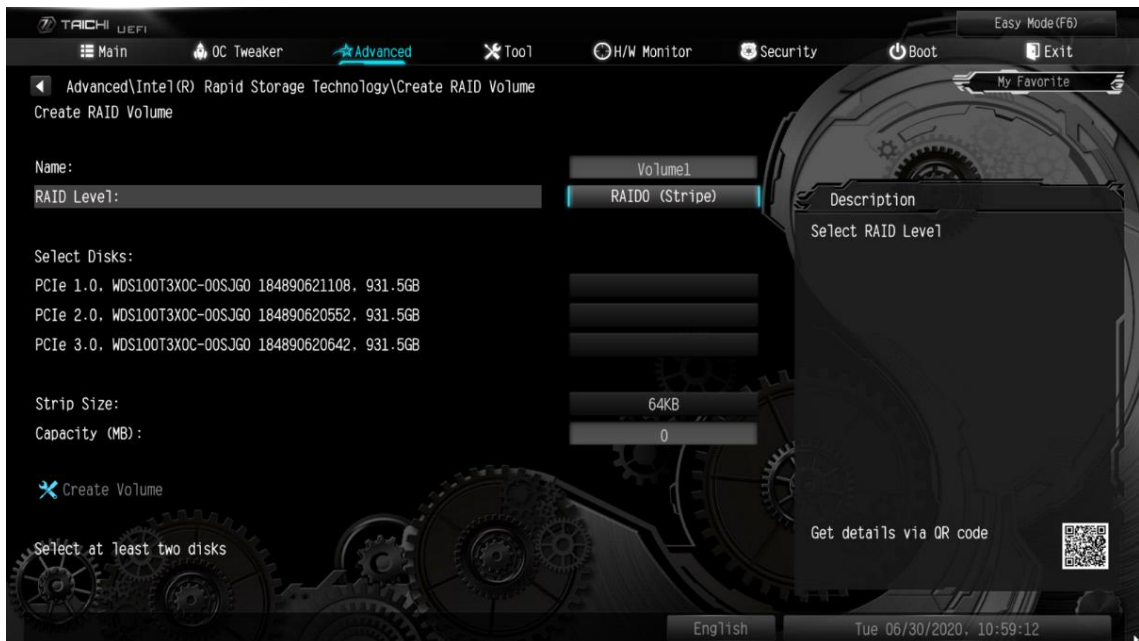 TAICHI UEFI
Easy Mode(F6)
Main OC Tweaker Advanced Tool H/W Monitor Security Boot Exit
Advanced\Intel(R) Rapid Storage Technology\Create RAID Volume
My Favorite
Create RAID Volume
Name: Volume1
RAID Level: RAID0 (Stripe)
Description
Select RAID Level
Select Disks:
PCIe 1.0, WDS100T3X0C-00SJG0 184890621108, 931.5GB
PCIe 2.0, WDS100T3X0C-00SJG0 184890620552, 931.5GB
PCIe 3.0, WDS100T3X0C-00SJG0 184890620642, 931.5GB
Strip Size: 64KB
Capacity (MB): 0
Create Volume
Select at least two disks
Get details via QR code
English
Tue 06/30/2020, 10:59:12